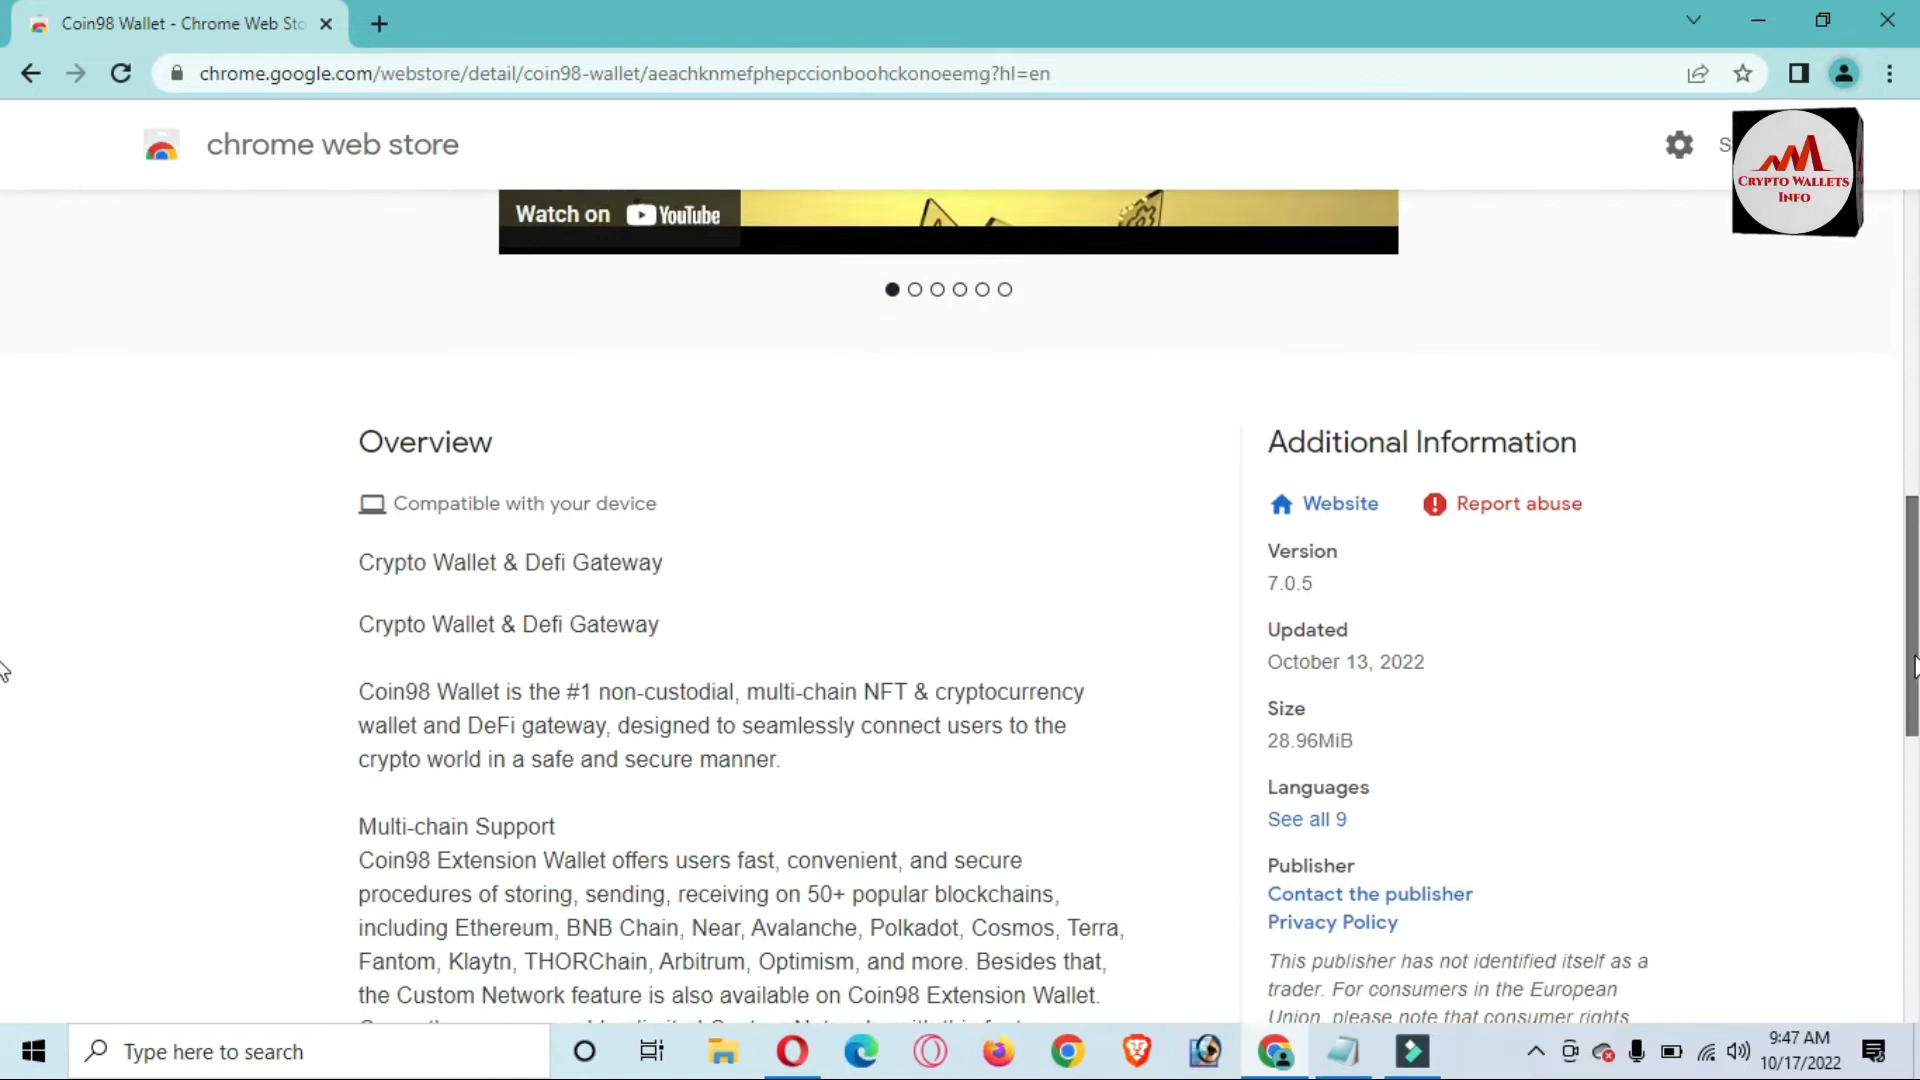 Coin98 Wallet - Chrome Web Sto
chrome.google.com/webstore/detail/coin98-wallet/aeachknmefphepccionboohckonoeemg?hl=en
chrome web store
S
CRYPTO WALLETS
INFO
Watch on YouTube
Overview
Compatible with your device
Crypto Wallet & Defi Gateway
Crypto Wallet & Defi Gateway
Coin98 Wallet is the #1 non-custodial, multi-chain NFT & cryptocurrency
wallet and DeFi gateway, designed to seamlessly connect users to the
crypto world in a safe and secure manner.
Multi-chain Support
Coin98 Extension Wallet offers users fast, convenient, and secure
procedures of storing, sending, receiving on 50+ popular blockchains,
including Ethereum, BNB Chain, Near, Avalanche, Polkadot, Cosmos, Terra,
Fantom, Klaytn, THORChain, Arbitrum, Optimism, and more. Besides that,
the Custom Network feature is also available on Coin98 Extension Wallet.
Additional Information
Website Report abuse
Version
7.0.5
Updated
October 13, 2022
Size
28.96MiB
Languages
See all 9
Publisher
Contact the publisher
Privacy Policy
This publisher has not identified itself as a
trader. For consumers in the European
Union, please note that consumer rights
Type here to search
9:47 AM
10/17/2022